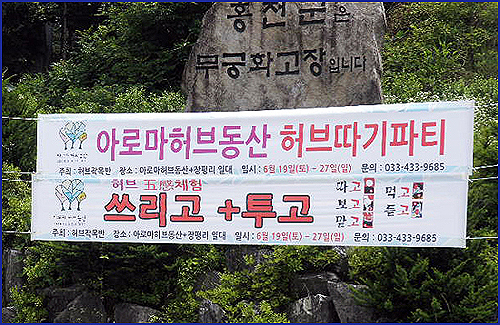 홍천군은
무궁화고장입니다
아로마허브동산 허브따기파티
주최 : 허브각목반 장소 : 아로마허브동산+장평리 일대 일시 : 6월 19일(토) ~ 27일(일) 문의 : 033-433-9685
허브 五感체험
쓰리고 +투고
따고 먹고
보고 듣고
맡고
주최 : 허브각목반 장소 : 아로마허브동산+장평리 일대 일시 : 6월 19일(토) ~ 27일(일) 문의 : 033-433-9685